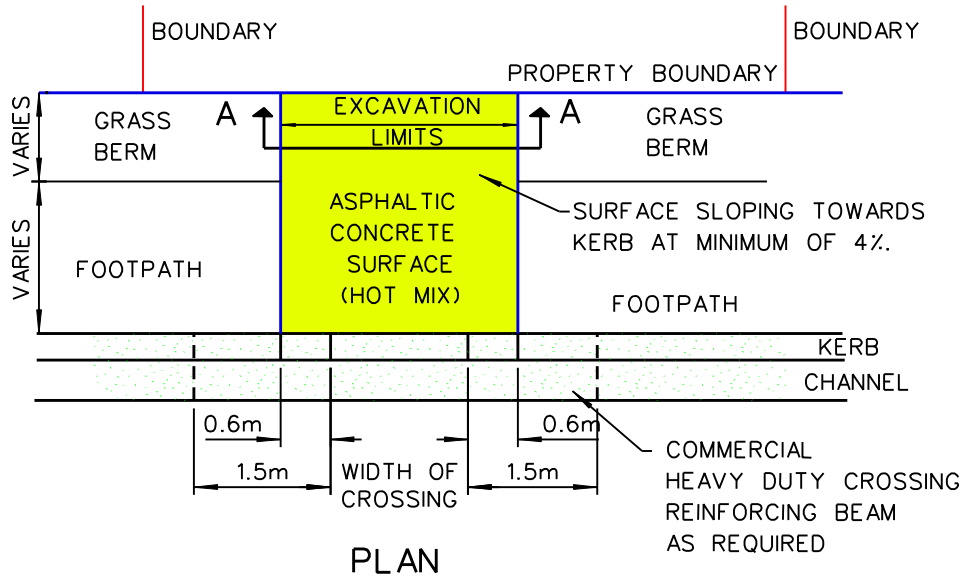 BOUNDARY
BOUNDARY
PROPERTY BOUNDARY
A
EXCAVATION
LIMITS
A
GRASS
BERM
GRASS
BERM
VARIES
VARIES
ASPHALTIC
CONCRETE
SURFACE
(HOT MIX)
SURFACE SLOPING TOWARDS
KERB AT MINIMUM OF 4%.
FOOTPATH
FOOTPATH
KERB
CHANNEL
0.6m
0.6m
1.5m
WIDTH OF
CROSSING
1.5m
COMMERCIAL
HEAVY DUTY CROSSING
REINFORCING BEAM
AS REQUIRED
PLAN